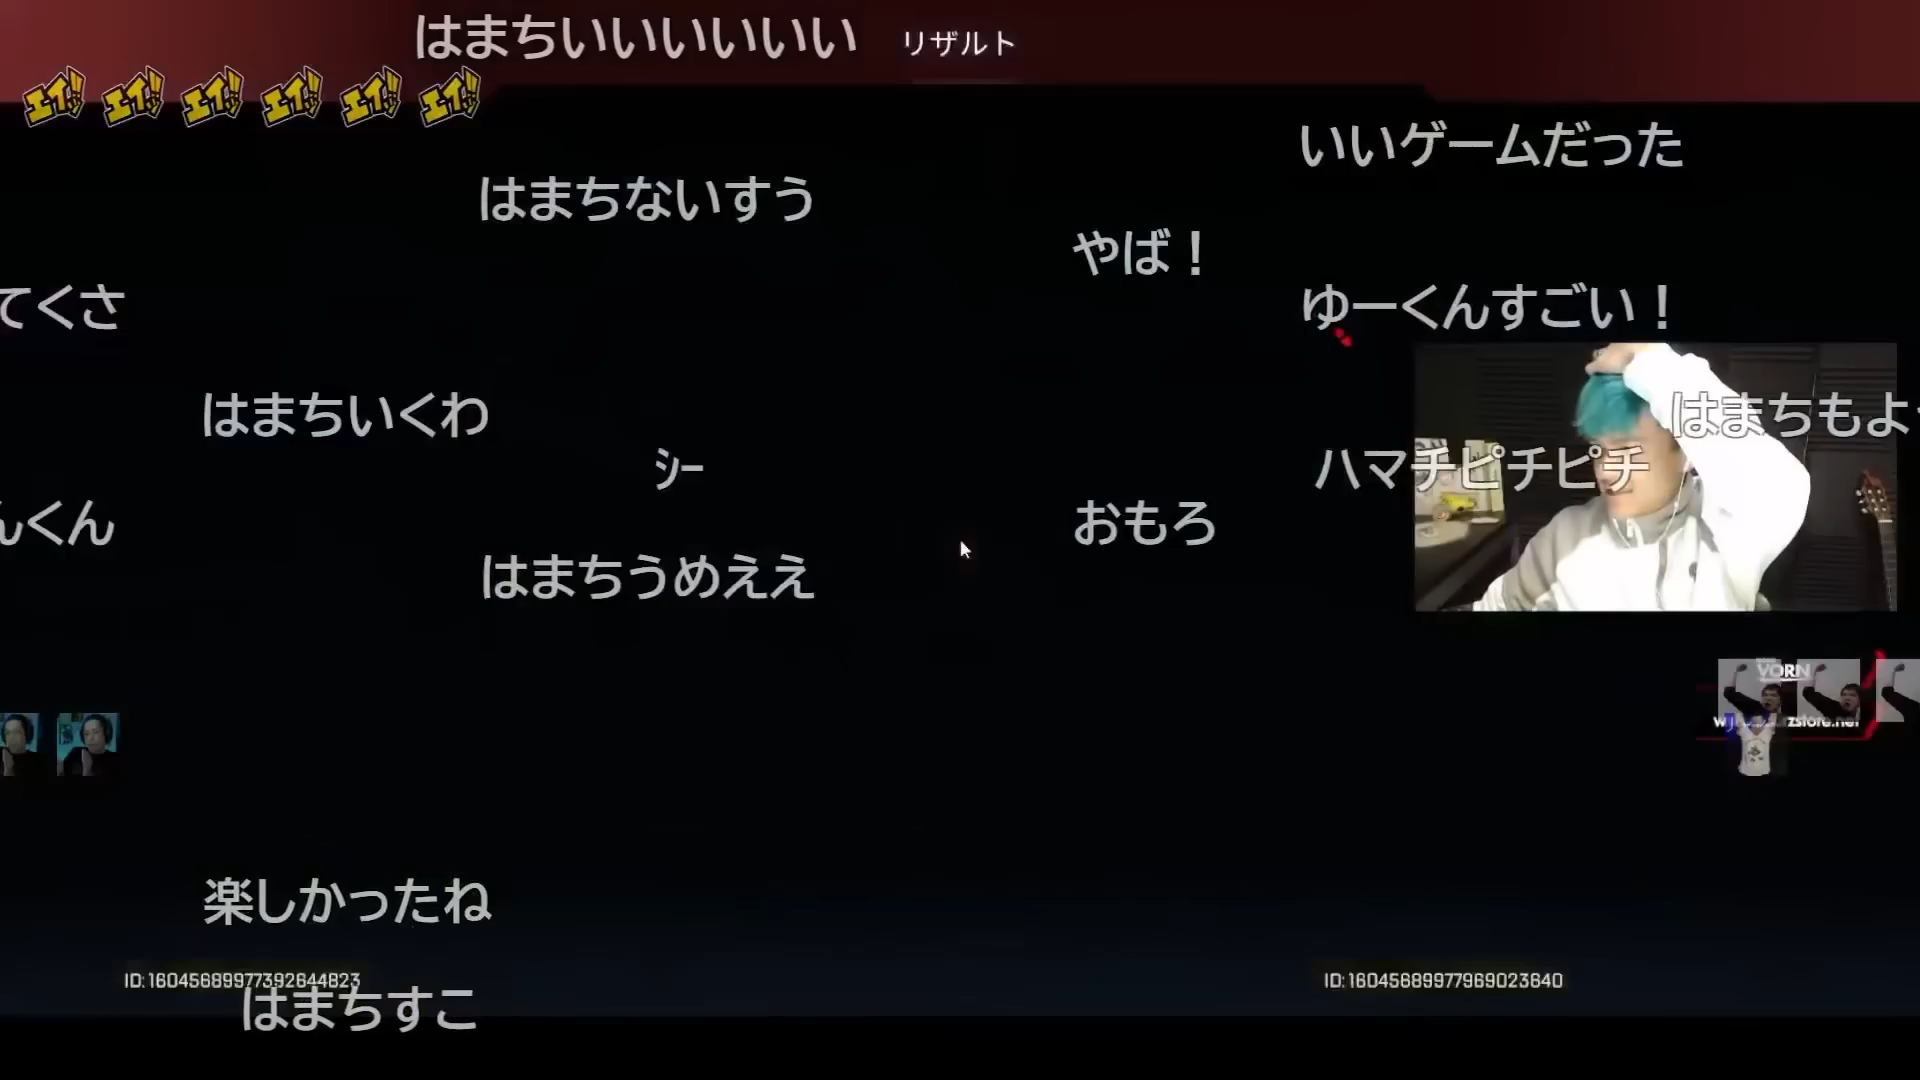 はまちいいいいいい
リザルト
エイ!! エイ!! エイ!! エイ!! エイ!! エイ!!
いいゲームだった
はまちないすう
やば！
てくさ
ゆーくんすごい！
はまちいくわ
はまちもよ
ｼｰ
ハマチピチピチ
んくん
おもろ
はまちうめええ
VORN
zstore.net
楽しかったね
ID:16045689977392644823
ID:16045689977969023640
はまちすこ